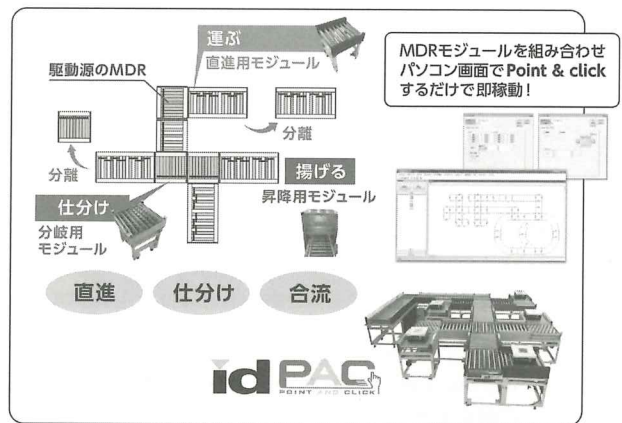 運ぶ
直進用モジュール
駆動源のMDR
分離
分離
揚げる
昇降用モジュール
仕分け
分岐用
モジュール
直進
仕分け
合流
MDRモジュールを組み合わせ
パソコン画面でPoint & click
するだけで即稼動!
id PAC
POINT AND CLICK